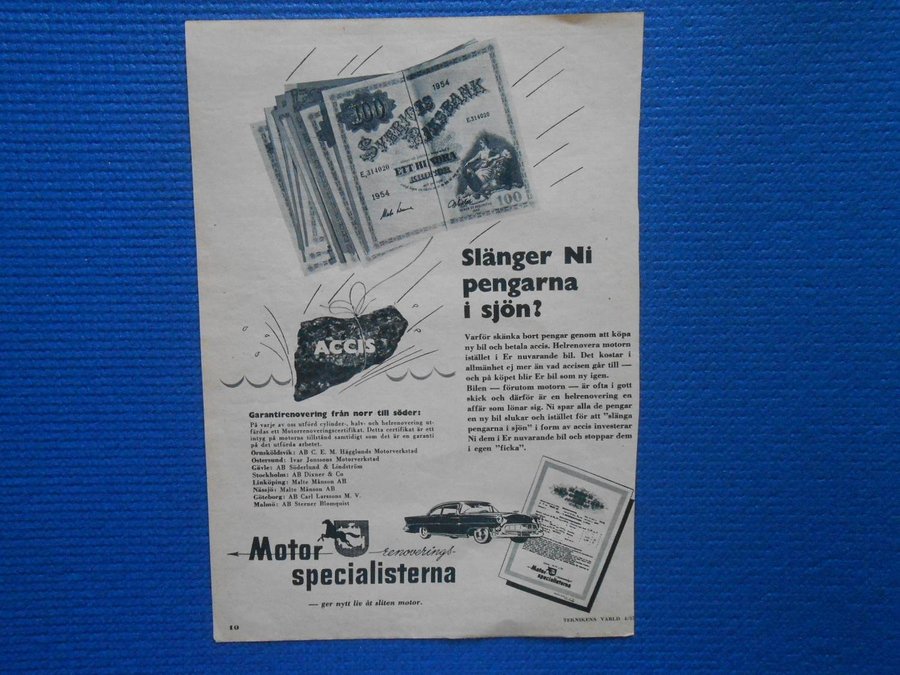 1954
100
SVERIGES RIKSBANK
E,314020
E,314020
ETT HUNDRA
KRONOR
1954
100
Slänger Ni
pengarna
i sjön?
ACCIS
Varför skänka bort pengar genom att köpa
ny bil och betala accis. Helrenovera motorn
istället i Er nuvarande bil. Det kostar i
allmänhet ej mer än vad accisen går till —
och på köpet blir Er bil som ny igen.
Bilen — förutom motorn — är ofta i gott
skick och därför är en helrenovering en
affär som lönar sig. Ni spar alla de pengar
en ny bil slukar och istället för att "slänga
pengarna i sjön" i form av accis investerar
Ni dem i Er nuvarande bil och stoppar dem
i egen "ficka".
Garantirenovering från norr till söder:
På varje av oss utförd cylinder-, halv- och helrenovering ut-
färdas ett Motorrenoveringscertifikat. Detta certifikat är ett
intyg på motorns tillstånd samtidigt som det är en garanti
på det utförda arbetet.
Örnsköldsvik: AB C. E. M. Hägglunds Motorverkstad
Östersund: Ivar Jonssons Motorverkstad
Gävle: AB Söderlund & Lindström
Stockholm: AB Dixner & Co
Linköping: Malte Månson AB
Nässjö: Malte Månson AB
Göteborg: AB Carl Larssons M. V.
Malmö: AB Sterner Blomquist
Motor
renoverings-
specialisterna
— ger nytt liv åt sliten motor.
Motor
specialisterna
10
TEKNIKENS VÄRLD